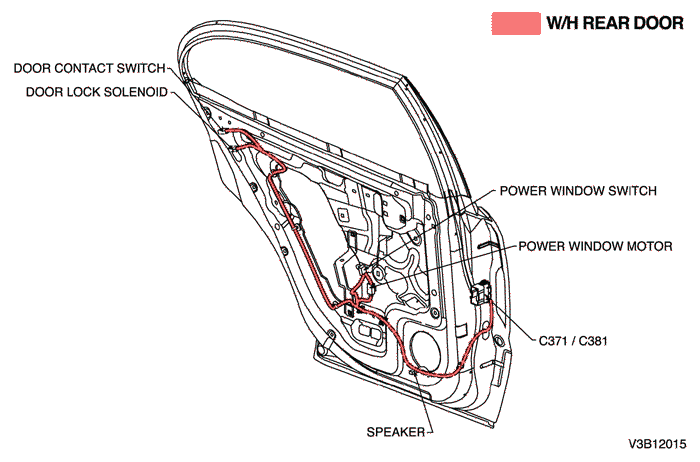 W/H REAR DOOR
DOOR CONTACT SWITCH
DOOR LOCK SOLENOID
POWER WINDOW SWITCH
POWER WINDOW MOTOR
C371 / C381
SPEAKER
V3B12015